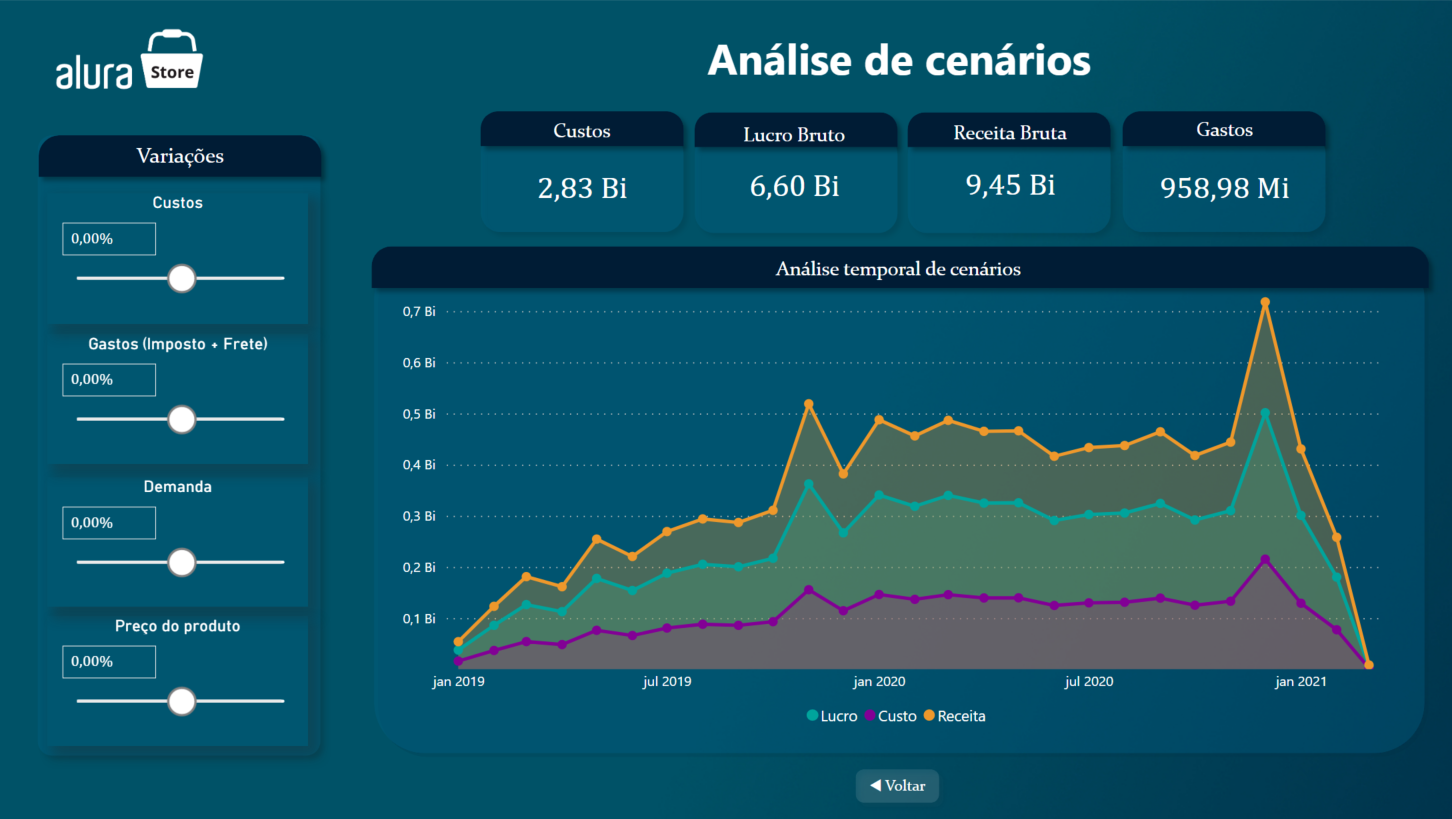 alura Store
Análise de cenários
Custos
2,83 Bi
Lucro Bruto
6,60 Bi
Receita Bruta
9,45 Bi
Gastos
958,98 Mi
Variações
Custos
0,00%
Gastos (Imposto + Frete)
0,00%
Demanda
0,00%
Preço do produto
0,00%
Análise temporal de cenários
0,7 Bi
0,6 Bi
0,5 Bi
0,4 Bi
0,3 Bi
0,2 Bi
0,1 Bi
jan 2019 jul 2019 jan 2020 jul 2020 jan 2021
Lucro Custo Receita
Voltar